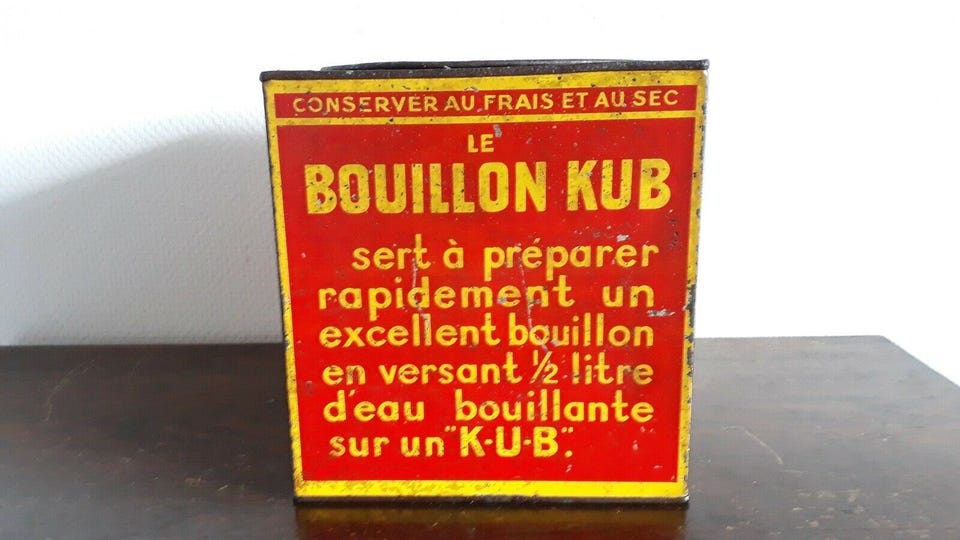 CONSERVER AU FRAIS ET AU SEC
LE
BOUILLON KUB
sert à préparer
rapidement un
excellent bouillon
en versant ½ litre
d'eau bouillante
sur un "K-U-B".